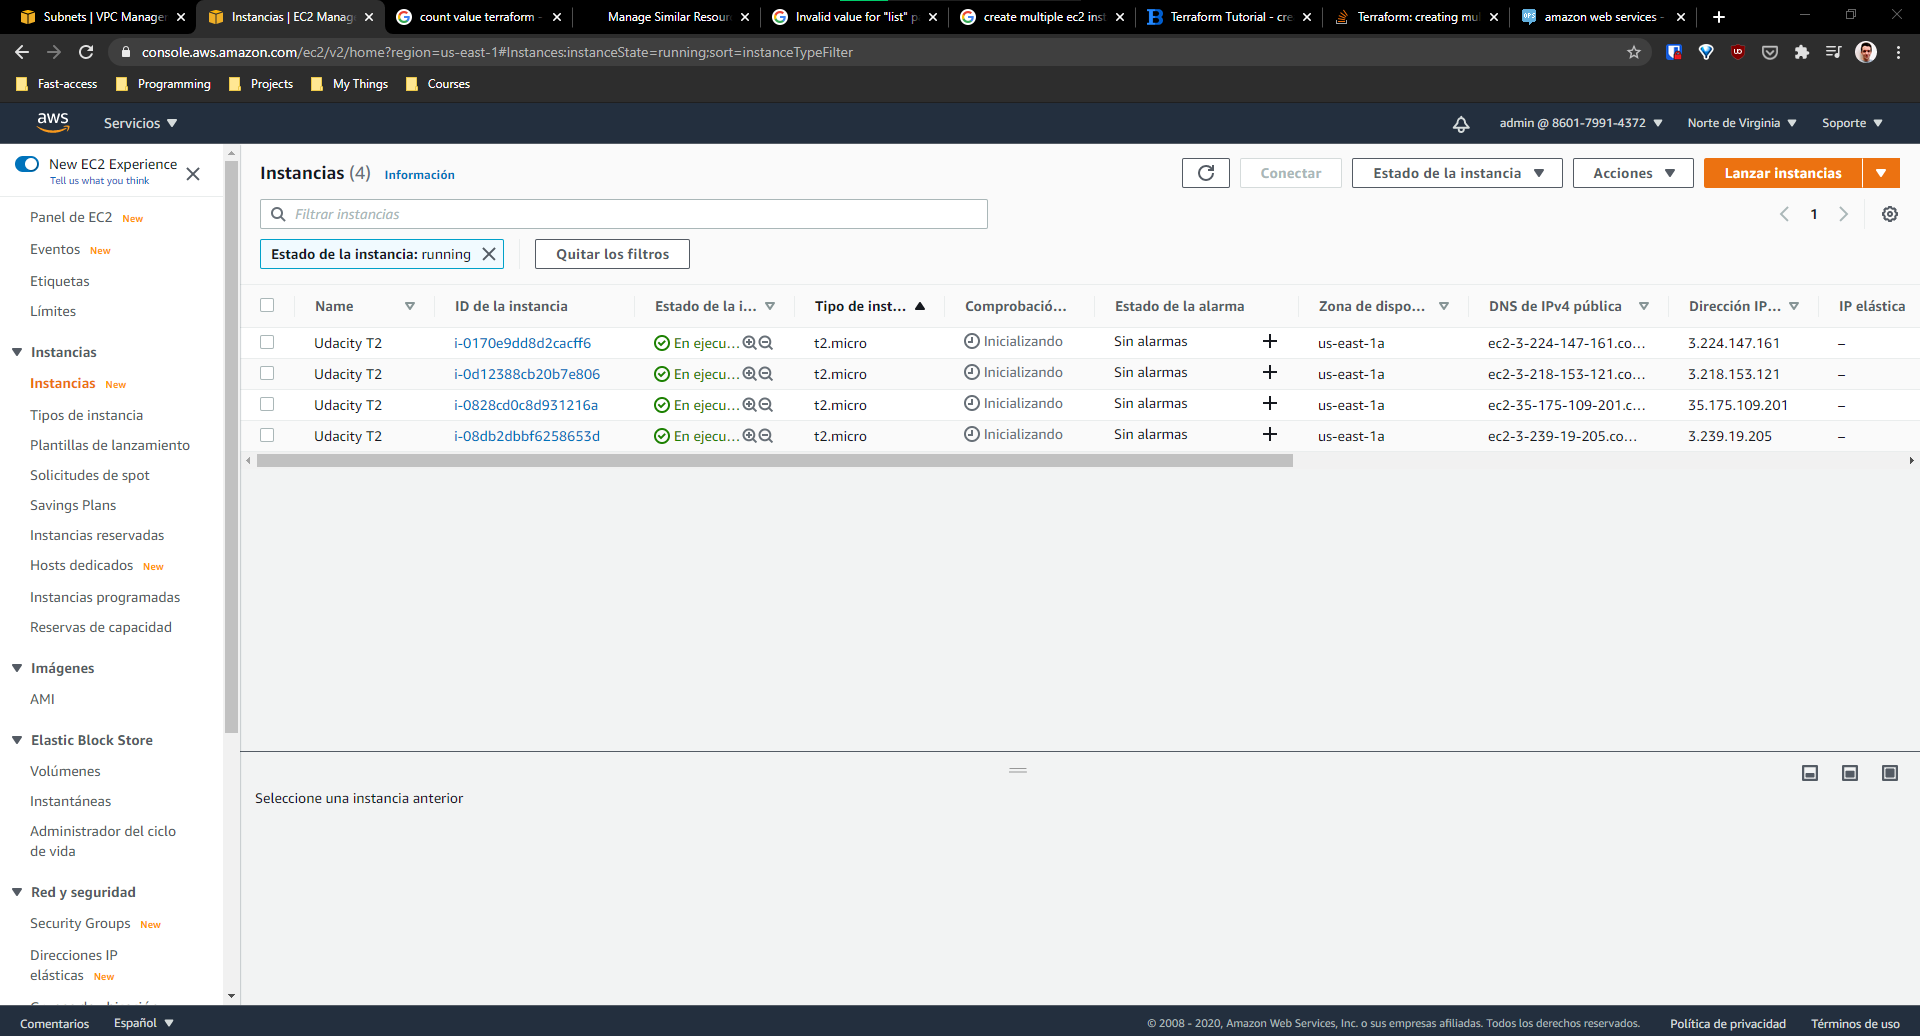 Subnets | VPC Manage
Instancias | EC2 Manag
count value terraform -
Manage Similar Resour
Invalid value for "list" pa
create multiple ec2 inst
Terraform Tutorial - cre
Terraform: creating mul
amazon web services -
console.aws.amazon.com/ec2/v2/home?region=us-east-1#Instances:instanceState=running;sort=instanceTypeFilter
Fast-access Programming Projects My Things Courses
aws Servicios admin @ 8601-7991-4372 Norte de Virginia Soporte
New EC2 Experience
Tell us what you think
Panel de EC2 New
Eventos New
Etiquetas
Límites
Instancias
Instancias New
Tipos de instancia
Plantillas de lanzamiento
Solicitudes de spot
Savings Plans
Instancias reservadas
Hosts dedicados New
Instancias programadas
Reservas de capacidad
Imágenes
AMI
Elastic Block Store
Volúmenes
Instantáneas
Administrador del ciclo
de vida
Red y seguridad
Security Groups New
Direcciones IP
elásticas New
Instancias (4) Información
Conectar Estado de la instancia Acciones Lanzar instancias
Filtrar instancias
1
Estado de la instancia: running Quitar los filtros
Name ID de la instancia Estado de la i... Tipo de inst... Comprobació... Estado de la alarma Zona de dispo... DNS de IPv4 pública Dirección IP... IP elástica
Udacity T2 i-0170e9dd8d2cacff6 En ejecu... t2.micro Inicializando Sin alarmas + us-east-1a ec2-3-224-147-161.co... 3.224.147.161 –
Udacity T2 i-0d12388cb20b7e806 En ejecu... t2.micro Inicializando Sin alarmas + us-east-1a ec2-3-218-153-121.co... 3.218.153.121 –
Udacity T2 i-0828cd0c8d931216a En ejecu... t2.micro Inicializando Sin alarmas + us-east-1a ec2-35-175-109-201.c... 35.175.109.201 –
Udacity T2 i-08db2dbbf6258653d En ejecu... t2.micro Inicializando Sin alarmas + us-east-1a ec2-3-239-19-205.co... 3.239.19.205 –
Seleccione una instancia anterior
Comentarios Español © 2008 - 2020, Amazon Web Services, Inc. o sus empresas afiliadas. Todos los derechos reservados. Política de privacidad Términos de uso